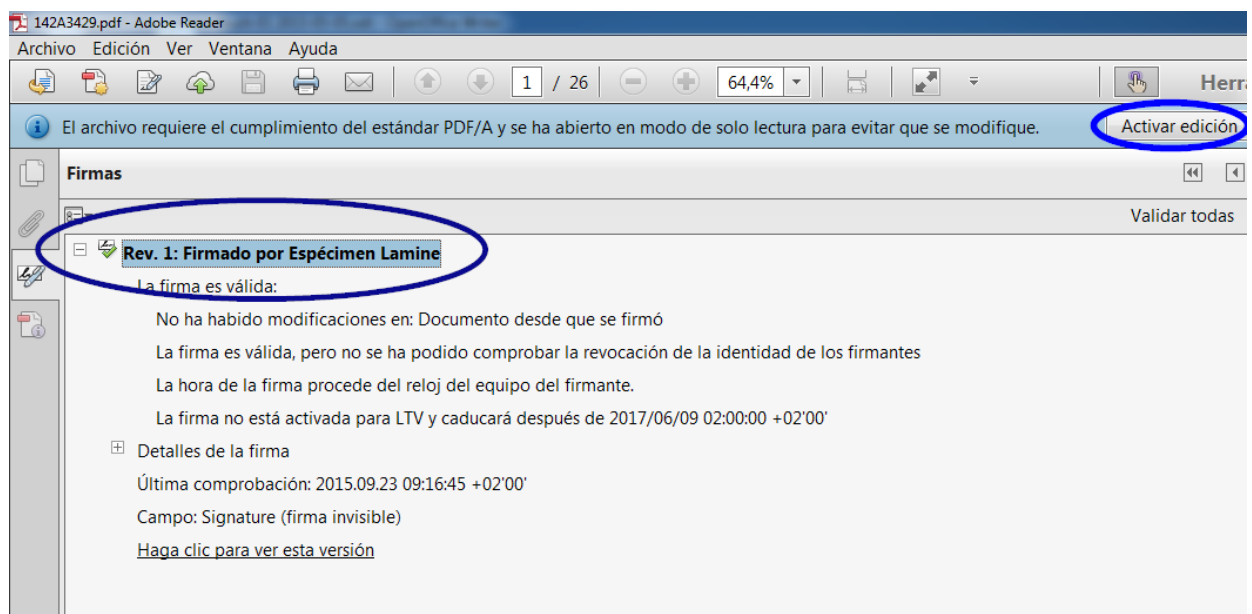 142A3429.pdf - Adobe Reader
Archivo Edición Ver Ventana Ayuda
1 / 26 64,4%
El archivo requiere el cumplimiento del estándar PDF/A y se ha abierto en modo de solo lectura para evitar que se modifique. Activar edición
Firmas
Validar todas
Rev. 1: Firmado por Espécimen Lamine
La firma es válida:
No ha habido modificaciones en: Documento desde que se firmó
La firma es válida, pero no se ha podido comprobar la revocación de la identidad de los firmantes
La hora de la firma procede del reloj del equipo del firmante.
La firma no está activada para LTV y caducará después de 2017/06/09 02:00:00 +02'00'
Detalles de la firma
Última comprobación: 2015.09.23 09:16:45 +02'00'
Campo: Signature (firma invisible)
Haga clic para ver esta versión